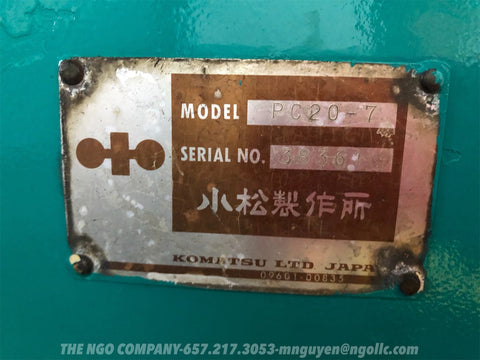 MODEL PC20-7
SERIAL NO.
小松製作所
KOMATSU LTD JAPA
09601-00833
THE NGO COMPANY-657.217.3053-mnguyen@ngollc.com